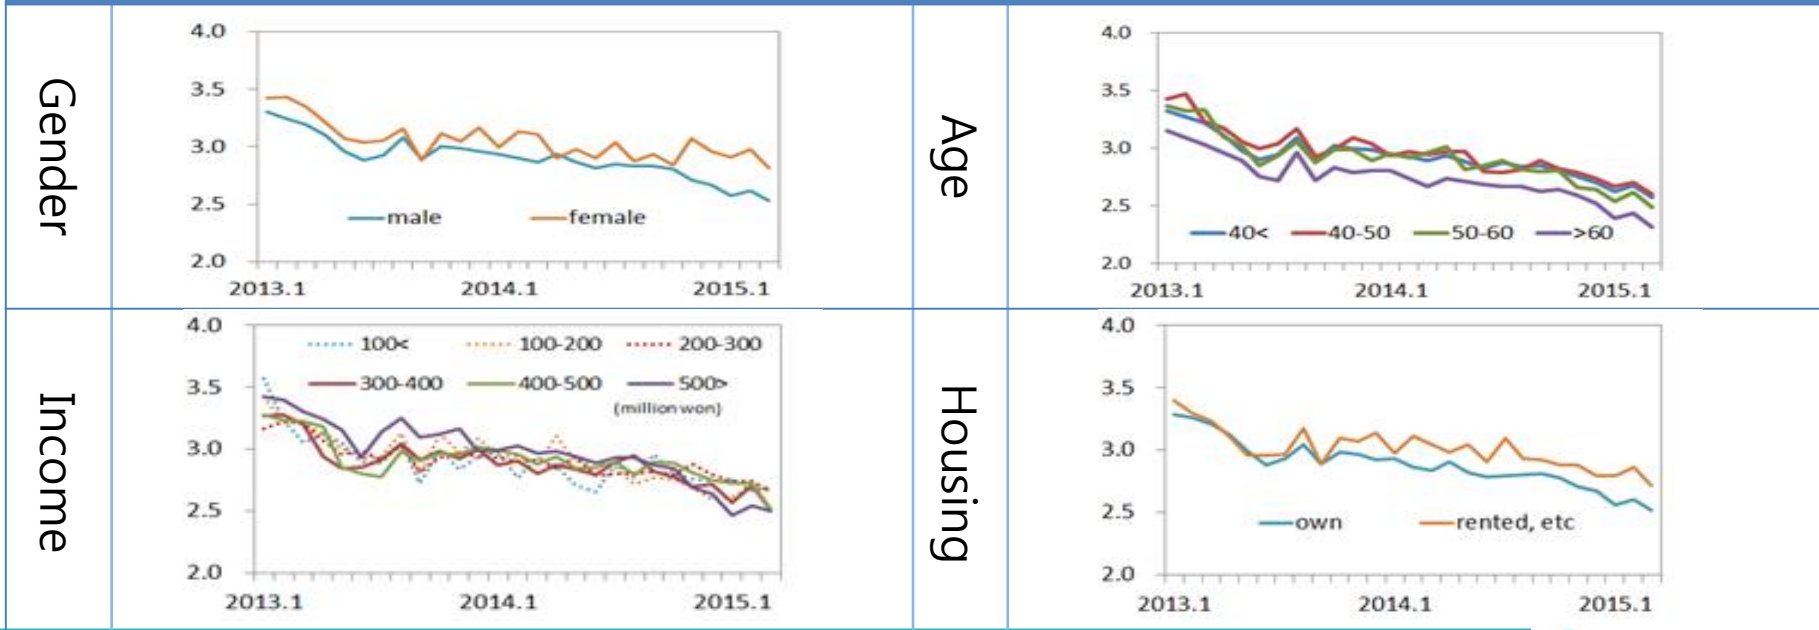 Gender
4.0
3.5
3.0
2.5
2.0
male female
2013.1 2014.1 2015.1
Age
4.0
3.5
3.0
2.5
2.0
40< 40-50 50-60 >60
2013.1 2014.1 2015.1
Income
4.0
3.5
3.0
2.5
2.0
100< 100-200 200-300
300-400 400-500 500>
(million won)
2013.1 2014.1 2015.1
Housing
4.0
3.5
3.0
2.5
2.0
own rented, etc
2013.1 2014.1 2015.1